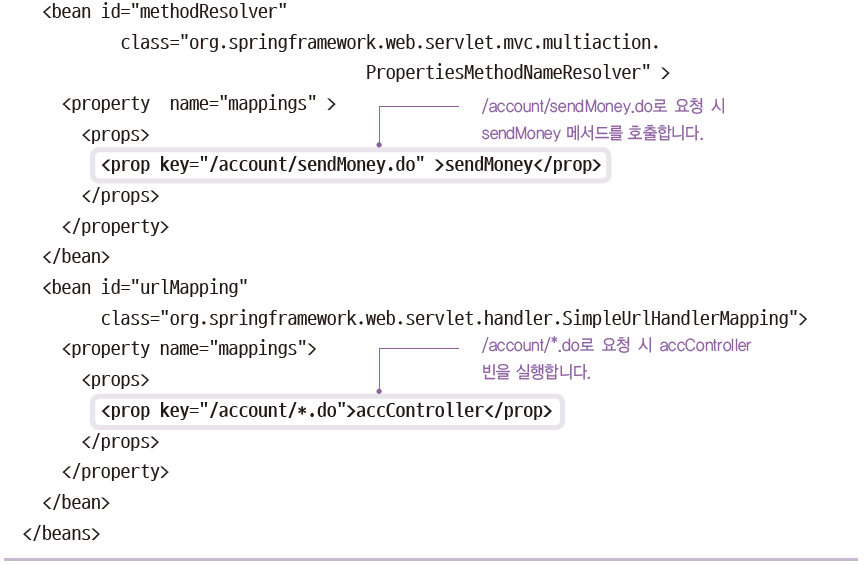 <bean id="methodResolver"
class="org.springframework.web.servlet.mvc.multiaction.
PropertiesMethodNameResolver" >
<property  name="mappings" >
/account/sendMoney.do로 요청 시
sendMoney 메서드를 호출합니다.
<props>
<prop key="/account/sendMoney.do" >sendMoney</prop>
</props>
</property>
</bean>
<bean id="urlMapping"
class="org.springframework.web.servlet.handler.SimpleUrlHandlerMapping">
<property name="mappings">
/account/*.do로 요청 시 accController
빈을 실행합니다.
<props>
<prop key="/account/*.do">accController</prop>
</props>
</property>
</bean>
</beans>